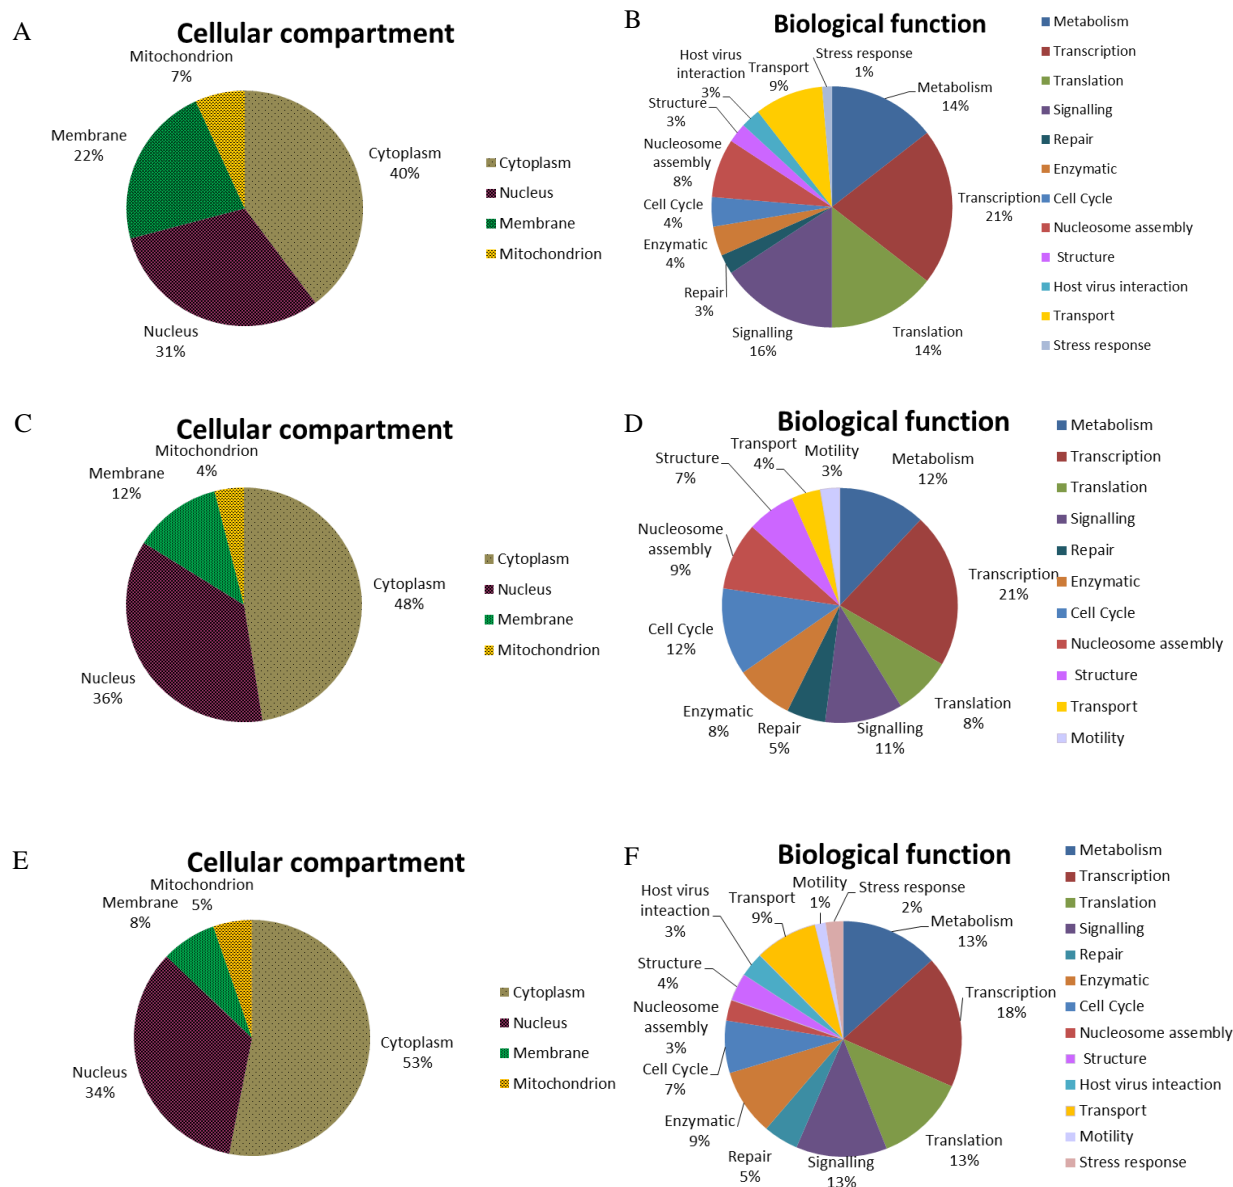 A
Cellular compartment
Mitochondrion
7%
Membrane
22%
Cytoplasm
40%
Nucleus
31%
Cytoplasm
Nucleus
Membrane
Mitochondrion
B
Biological function
Host virus
interaction
3%
Transport
9%
Stress response
1%
Metabolism
14%
Structure
3%
Nucleosome
assembly
8%
Transcription
21%
Cell Cycle
4%
Enzymatic
4%
Repair
3%
Signalling
16%
Translation
14%
Metabolism
Transcription
Translation
Signalling
Repair
Enzymatic
Cell Cycle
Nucleosome assembly
Structure
Host virus interaction
Transport
Stress response
C
Cellular compartment
Mitochondrion
4%
Membrane
12%
Cytoplasm
48%
Nucleus
36%
Cytoplasm
Nucleus
Membrane
Mitochondrion
D
Biological function
Structure
7%
Transport
4%
Motility
3%
Metabolism
12%
Nucleosome
assembly
9%
Transcription
21%
Cell Cycle
12%
Enzymatic
8%
Repair
5%
Signalling
11%
Translation
8%
Metabolism
Transcription
Translation
Signalling
Repair
Enzymatic
Cell Cycle
Nucleosome assembly
Structure
Transport
Motility
E
Cellular compartment
Mitochondrion
5%
Membrane
8%
Cytoplasm
53%
Nucleus
34%
Cytoplasm
Nucleus
Membrane
Mitochondrion
F
Biological function
Host virus
inteaction
3%
Transport
9%
Motility
1%
Stress response
2%
Metabolism
13%
Structure
4%
Nucleosome
assembly
3%
Transcription
18%
Cell Cycle
7%
Enzymatic
9%
Repair
5%
Signalling
13%
Translation
13%
Metabolism
Transcription
Translation
Signalling
Repair
Enzymatic
Cell Cycle
Nucleosome assembly
Structure
Host virus inteaction
Transport
Motility
Stress response